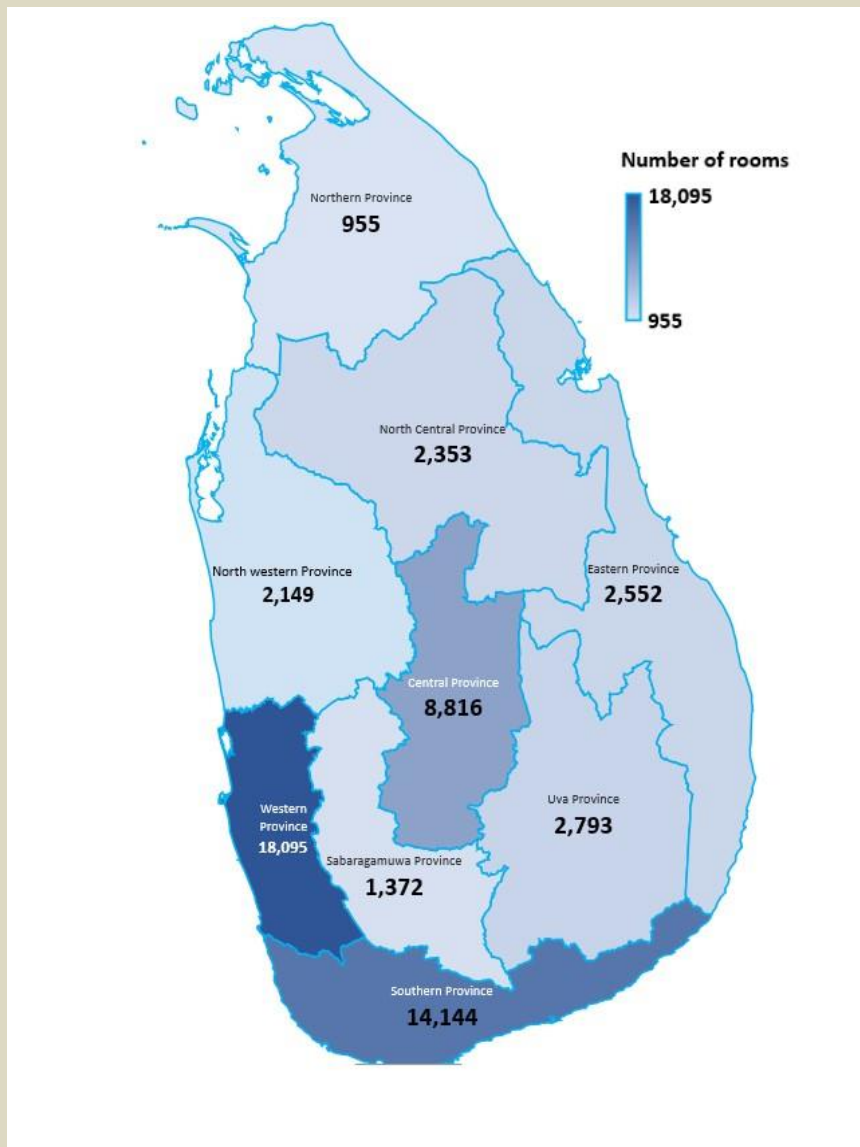 Number of rooms
18,095
955
Northern Province
955
North Central Province
2,353
North western Province
2,149
Eastern Province
2,552
Central Province
8,816
Western
Province
18,095
Uva Province
2,793
Sabaragamuwa Province
1,372
Southern Province
14,144